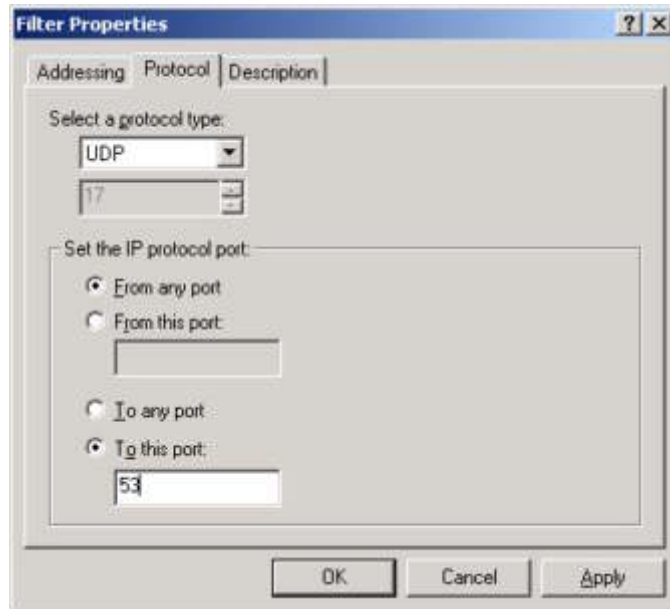 Filter Properties
Addressing Protocol Description
Select a protocol type:
UDP
17
Set the IP protocol port:
From any port
From this port:
To any port
To this port:
53
OK Cancel Apply